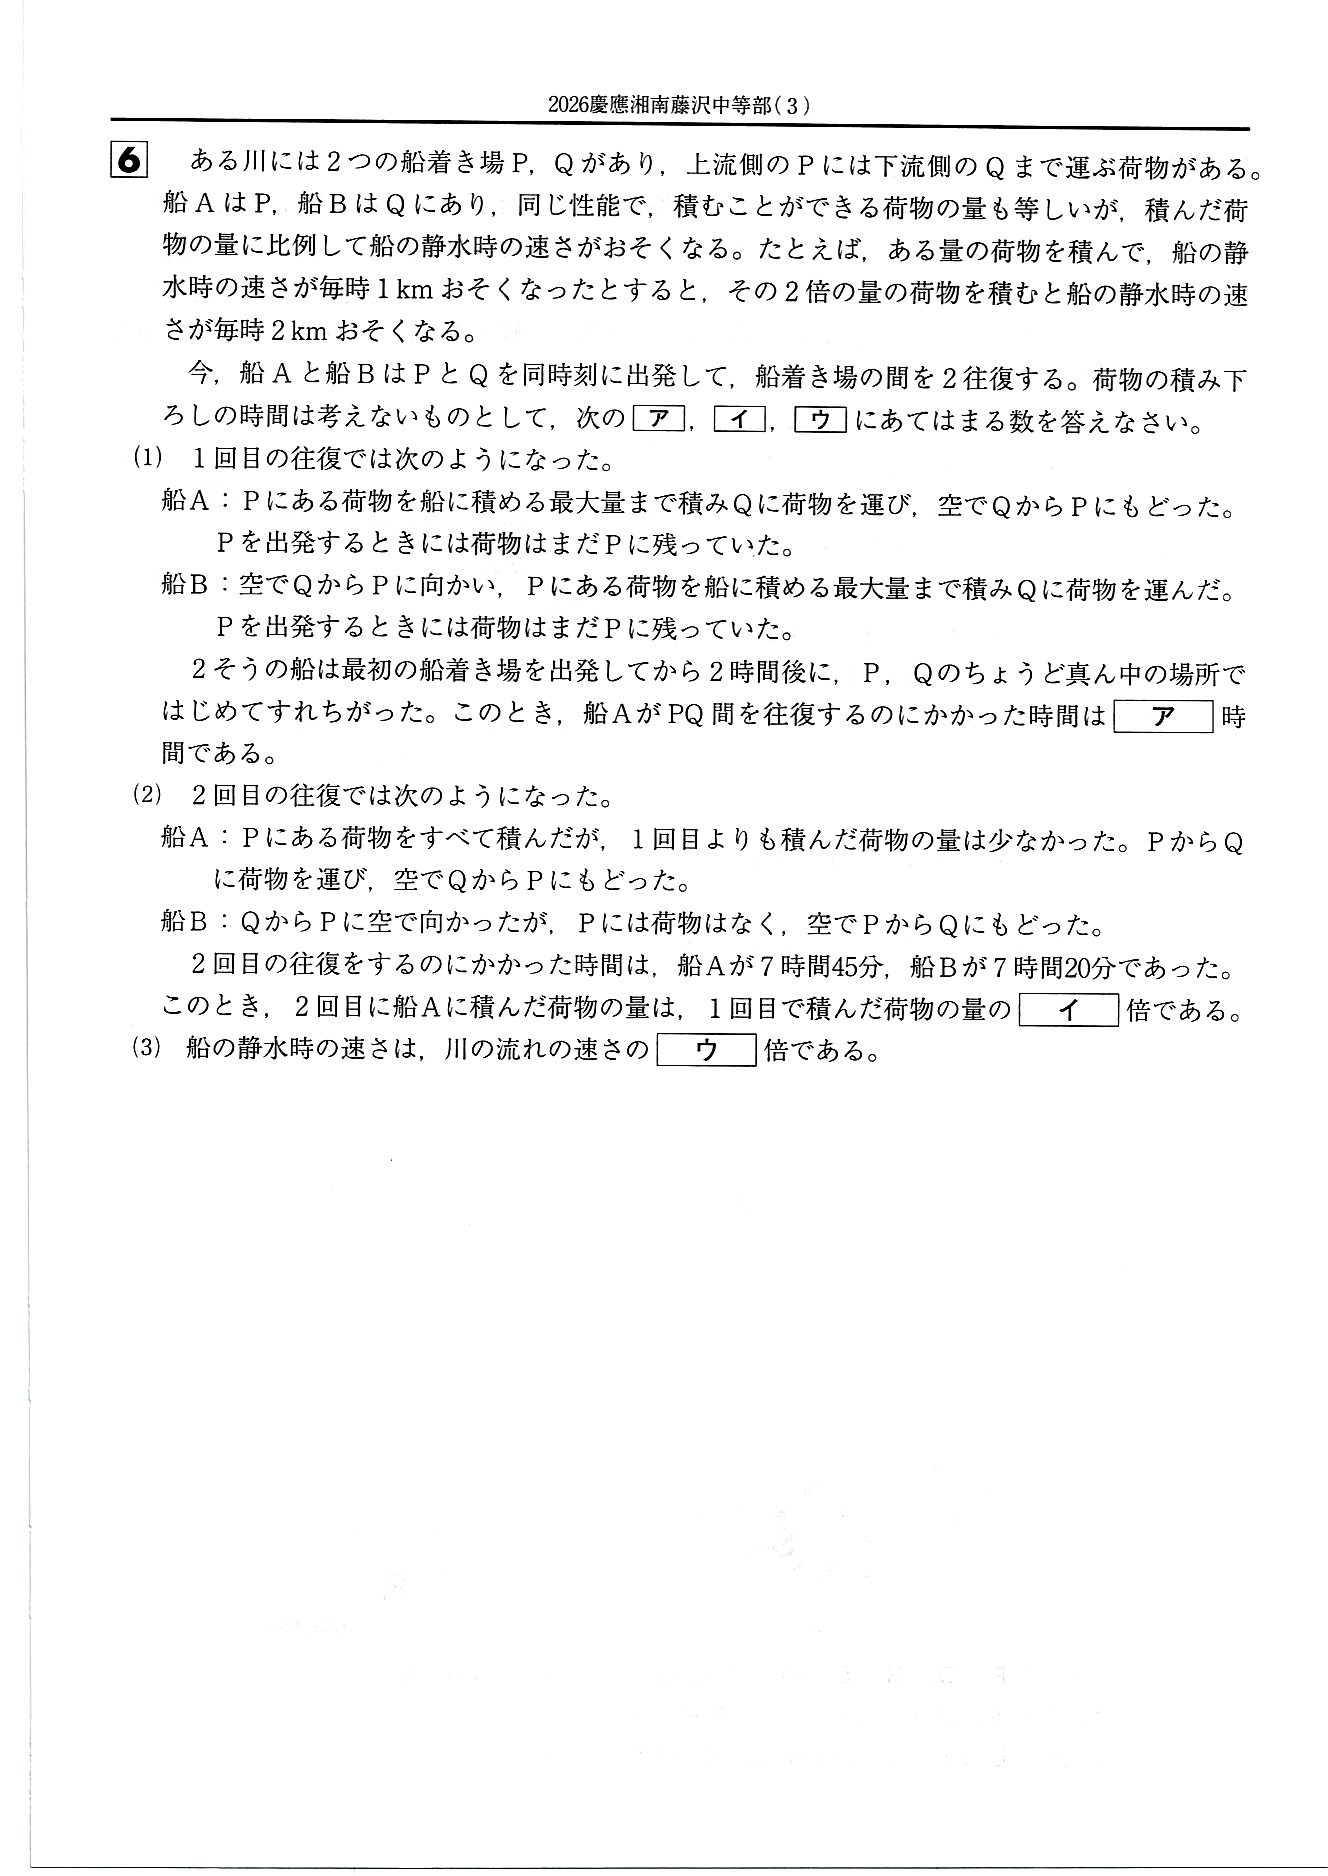 2026慶應湘南藤沢中等部(3)
6 ある川には2つの船着き場P，Qがあり，上流側のPには下流側のQまで運ぶ荷物がある。
船AはP，船BはQにあり，同じ性能で，積むことができる荷物の量も等しいが，積んだ荷
物の量に比例して船の静水時の速さがおそくなる。たとえば，ある量の荷物を積んで，船の静
水時の速さが毎時1kmおそくなったとすると，その2倍の量の荷物を積むと船の静水時の速
さが毎時2kmおそくなる。
今，船Aと船BはPとQを同時刻に出発して，船着き場の間を2往復する。荷物の積み下
ろしの時間は考えないものとして，次の ア ， イ ， ウ にあてはまる数を答えなさい。
(1) 1回目の往復では次のようになった。
船A：Pにある荷物を船に積める最大量まで積みQに荷物を運び，空でQからPにもどった。
Pを出発するときには荷物はまだPに残っていた。
船B：空でQからPに向かい，Pにある荷物を船に積める最大量まで積みQに荷物を運んだ。
Pを出発するときには荷物はまだPに残っていた。
2そうの船は最初の船着き場を出発してから2時間後に，P，Qのちょうど真ん中の場所で
はじめてすれちがった。このとき，船AがPQ間を往復するのにかかった時間は ア 時
間である。
(2) 2回目の往復では次のようになった。
船A：Pにある荷物をすべて積んだが，1回目よりも積んだ荷物の量は少なかった。PからQ
に荷物を運び，空でQからPにもどった。
船B：QからPに空で向かったが，Pには荷物はなく，空でPからQにもどった。
2回目の往復をするのにかかった時間は，船Aが7時間45分，船Bが7時間20分であった。
このとき，2回目に船Aに積んだ荷物の量は，1回目で積んだ荷物の量の イ 倍である。
(3) 船の静水時の速さは，川の流れの速さの ウ 倍である。